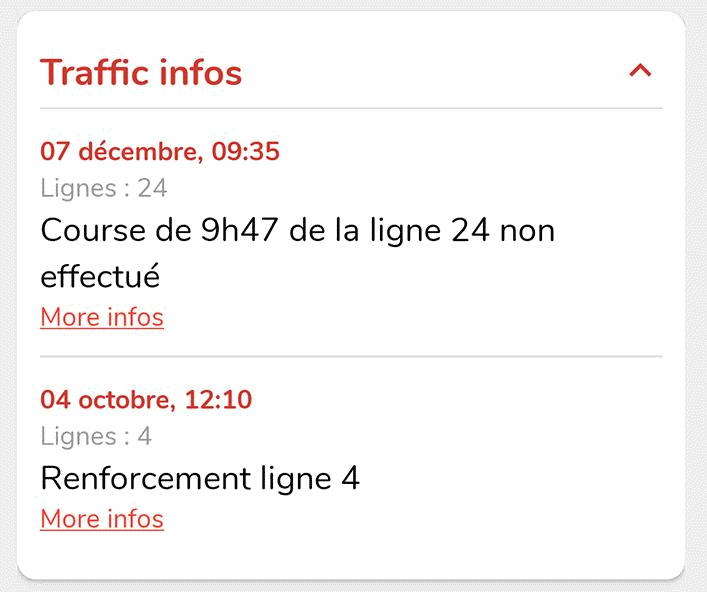 Traffic infos
07 décembre, 09:35
Lignes : 24
Course de 9h47 de la ligne 24 non
effectué
More infos
04 octobre, 12:10
Lignes : 4
Renforcement ligne 4
More infos